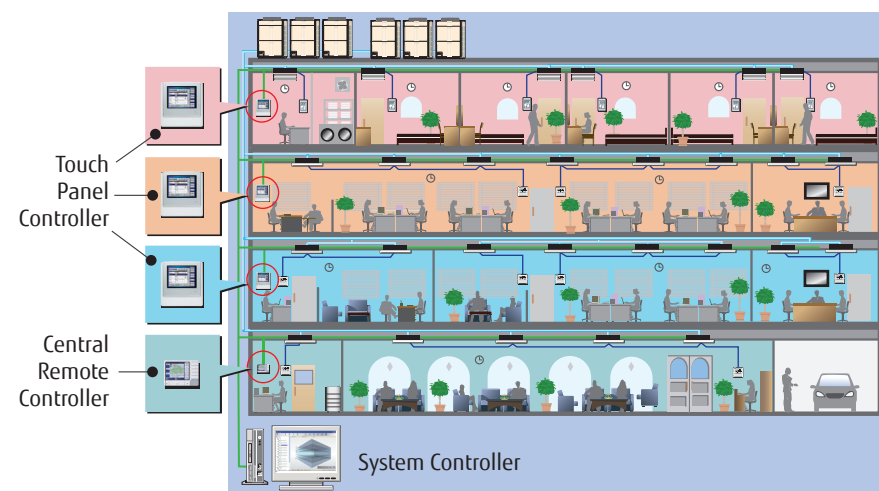 Touch
Panel
Controller
Central
Remote
Controller
System Controller